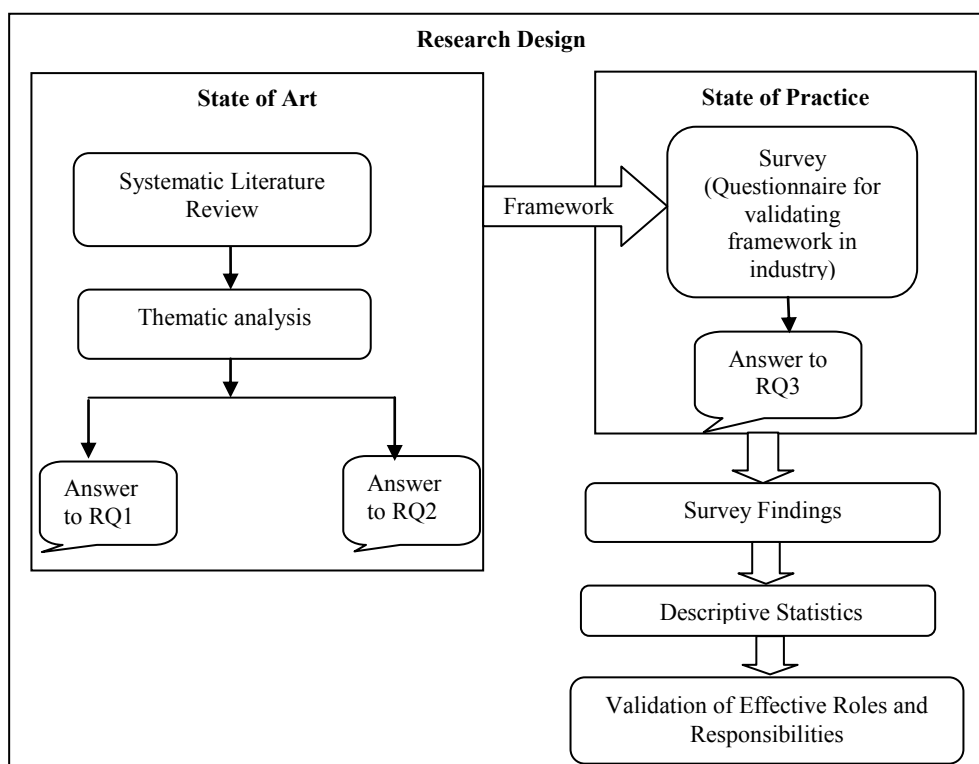 Research Design
State of Art
Systematic Literature
Review
Thematic analysis
Answer
to RQ1
Answer
to RQ2
Framework
State of Practice
Survey
(Questionnaire for
validating
framework in
industry)
Answer to
RQ3
Survey Findings
Descriptive Statistics
Validation of Effective Roles and
Responsibilities